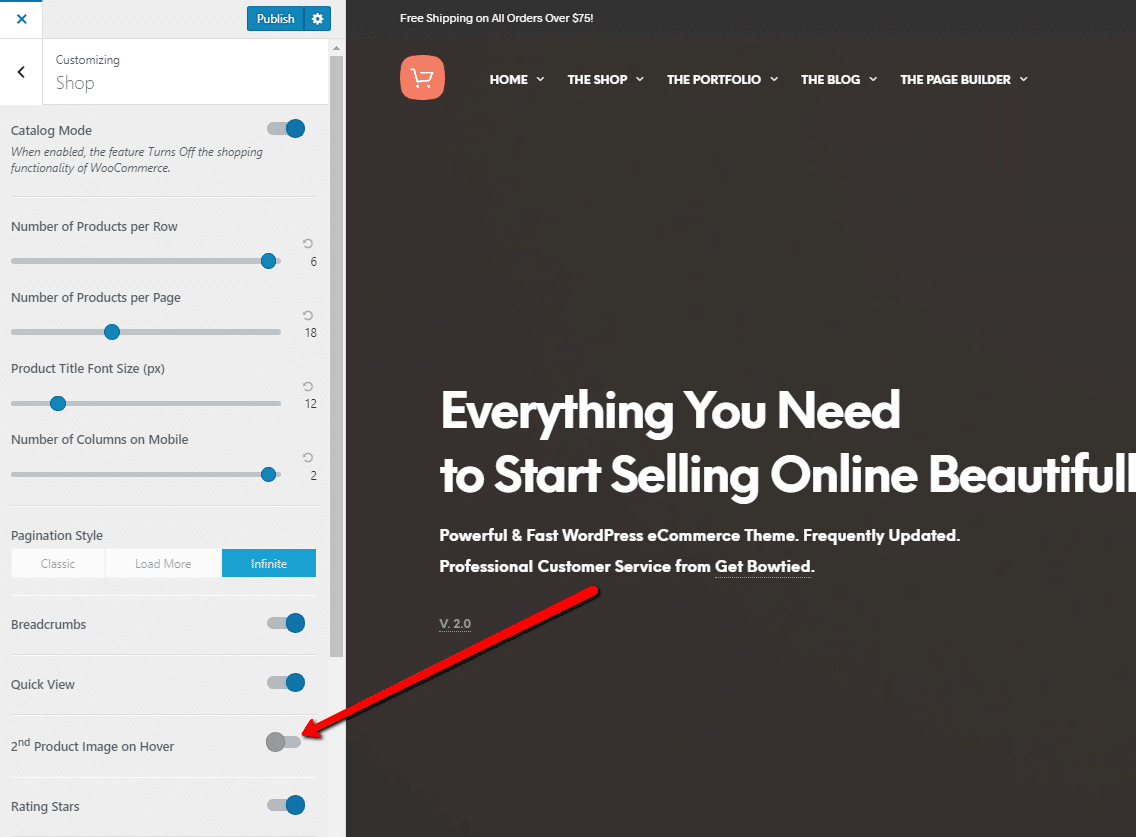 Publish
Customizing
Shop
Catalog Mode
When enabled, the feature Turns Off the shopping
functionality of WooCommerce.
Number of Products per Row
6
Number of Products per Page
18
Product Title Font Size (px)
12
Number of Columns on Mobile
2
Pagination Style
Classic Load More Infinite
Breadcrumbs
Quick View
2nd Product Image on Hover
Rating Stars
Free Shipping on All Orders Over $75!
HOME THE SHOP THE PORTFOLIO THE BLOG THE PAGE BUILDER
Everything You Need
to Start Selling Online Beautifull
Powerful & Fast WordPress eCommerce Theme. Frequently Updated.
Professional Customer Service from Get Bowtied.
V. 2.0